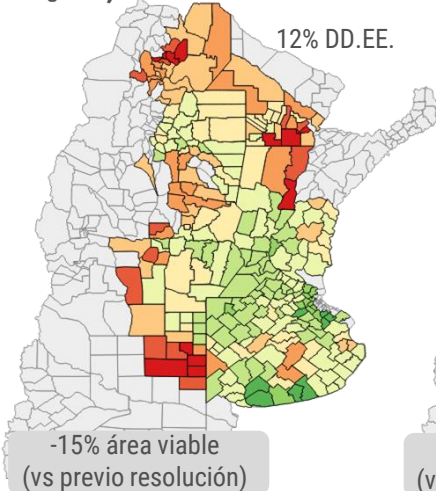 12% DD.EE.
-15% área viable
(vs previo resolución)
(v